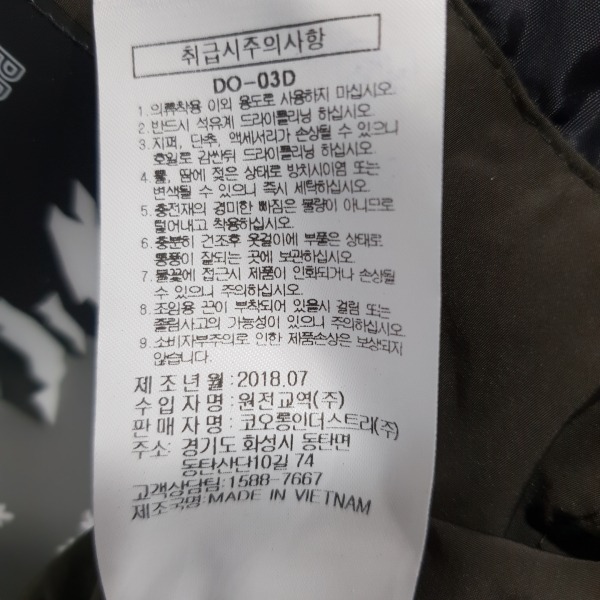 취급시주의사항
DO-03D
1. 의류착용 이외 용도로 사용하지 마십시오.
2. 반드시 석유계 드라이클리닝 하십시오.
3. 지퍼, 단추, 액세서리가 손상될 수 있으니
호일로 감싼뒤 드라이클리닝 하십시오.
4. 물, 땀에 젖은 상태로 방치시이염 또는
변색될 수 있으니 즉시 세탁하십시오.
5. 충전재의 경미한 빠짐은 불량이 아니므로
털어내고 착용하십시오.
6. 충분히 건조후 옷걸이에 부풀은 상태로
통풍이 잘되는 곳에 보관하십시오.
7. 불꽃에 접근시 제품이 인화되거나 손상될
수 있으니 주의하십시오.
8. 조임용 끈이 부착되어 있을시 걸림 또는
졸림사고의 가능성이 있으니 주의하십시오.
9. 소비자부주의로 인한 제품손상은 보상되지
않습니다.
제조년월:2018.07
수입자명:원전교역(주)
판매자명:코오롱인더스트리(주)
주소: 경기도 화성시 동탄면
동탄산단10길 74
고객상담팀:1588-7667
제조국명:MADE IN VIETNAM